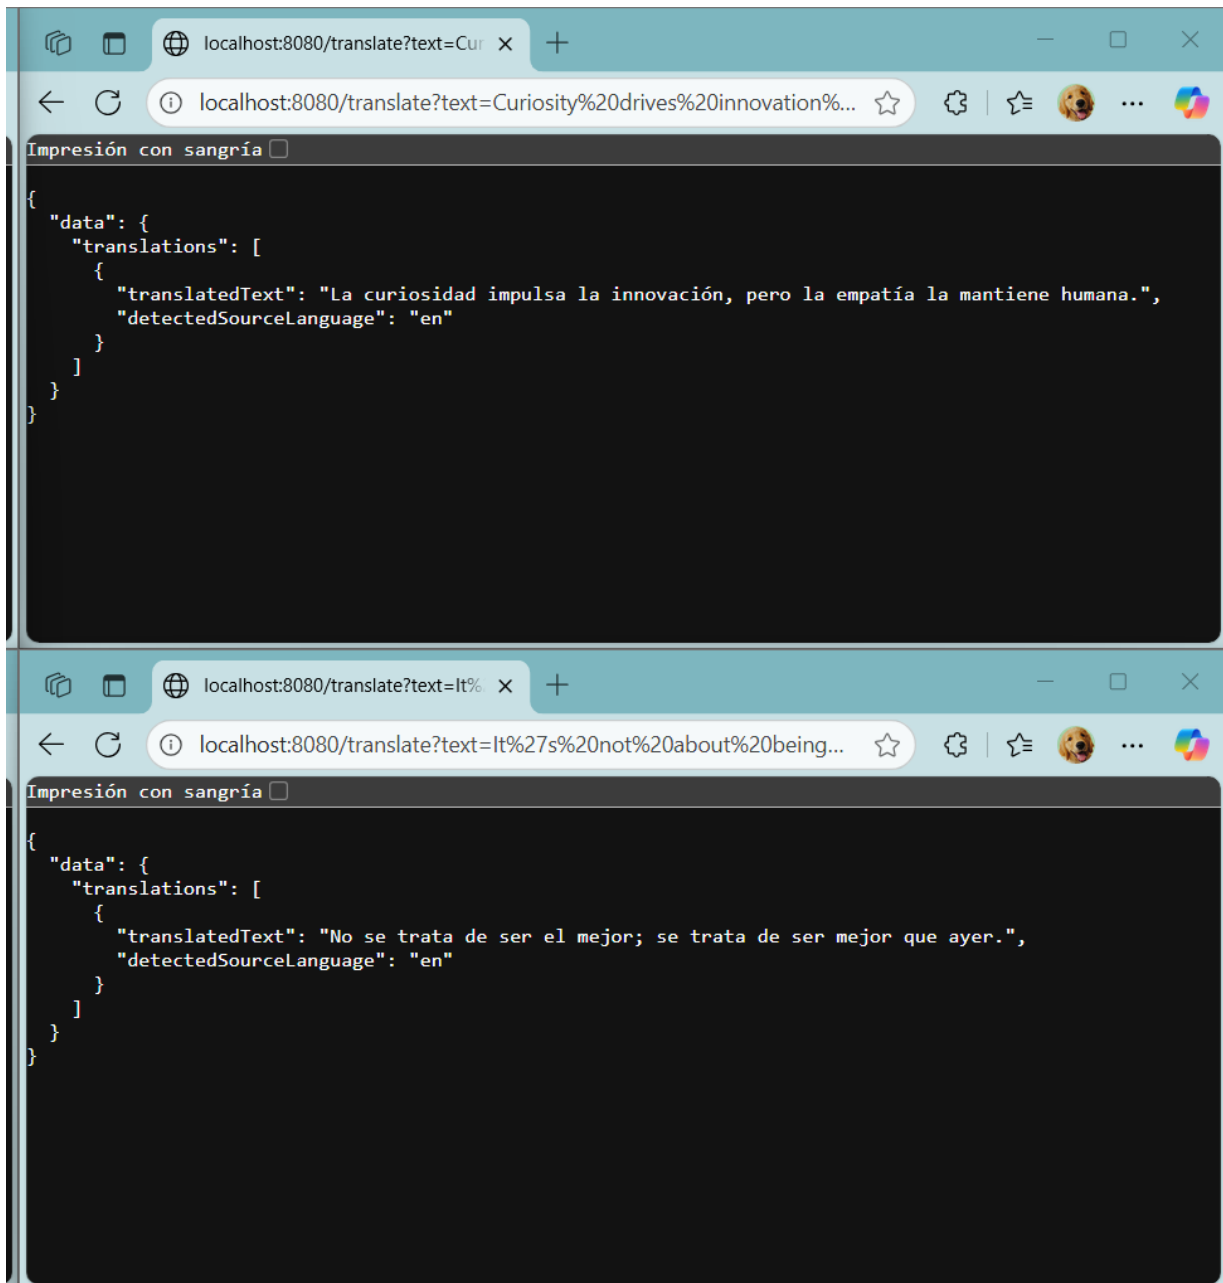 localhost:8080/translate?text=Cur
localhost:8080/translate?text=Curiosity%20drives%20innovation%...
Impresión con sangría
{
  "data": {
    "translations": [
      {
        "translatedText": "La curiosidad impulsa la innovación, pero la empatía la mantiene humana.",
        "detectedSourceLanguage": "en"
      }
    ]
  }
}
localhost:8080/translate?text=It%
localhost:8080/translate?text=It%27s%20not%20about%20being...
Impresión con sangría
{
  "data": {
    "translations": [
      {
        "translatedText": "No se trata de ser el mejor; se trata de ser mejor que ayer.",
        "detectedSourceLanguage": "en"
      }
    ]
  }
}